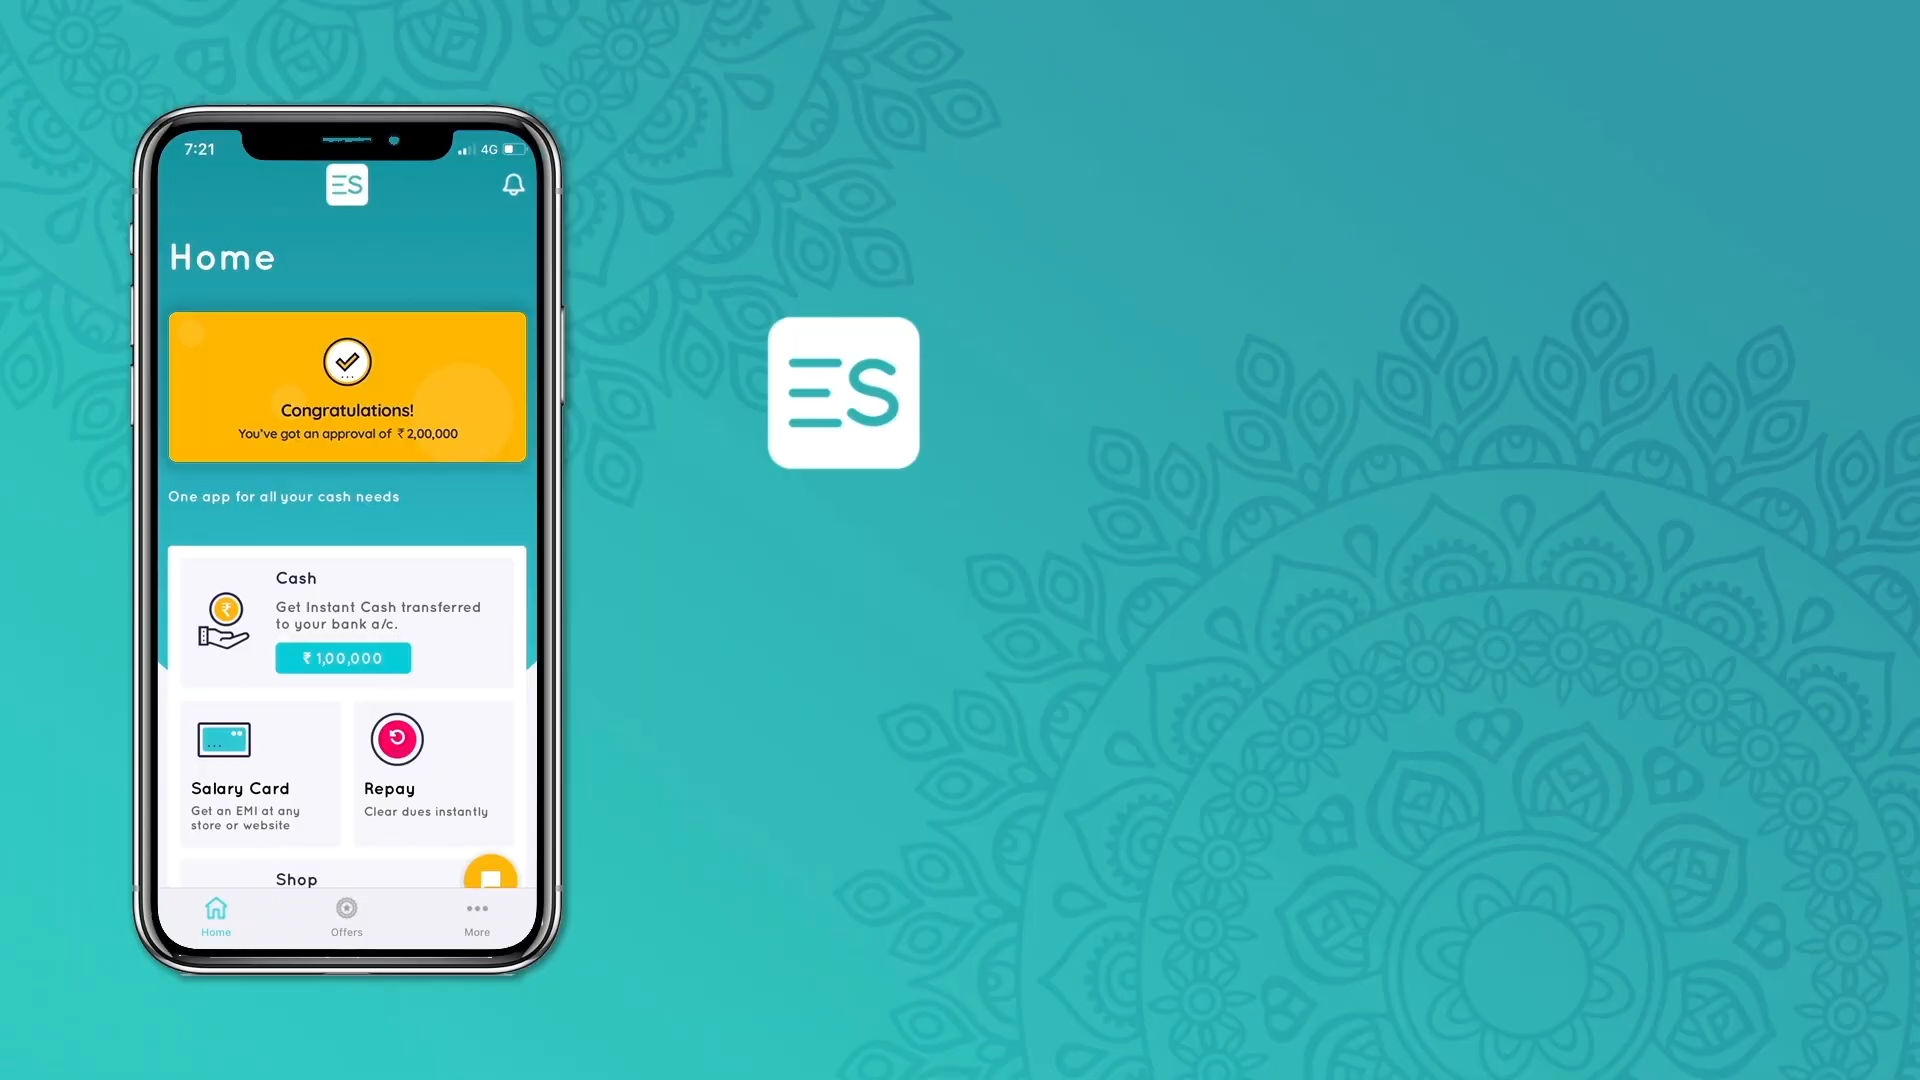 7:21
4G
ES
Home
Congratulations!
You've got an approval of ₹2,00,000
One app for all your cash needs
Cash
Get Instant Cash transferred
to your bank a/c.
₹ 1,00,000
Salary Card
Get an EMI at any
store or website
Repay
Clear dues instantly
Shop
Home
Offers
More
ES